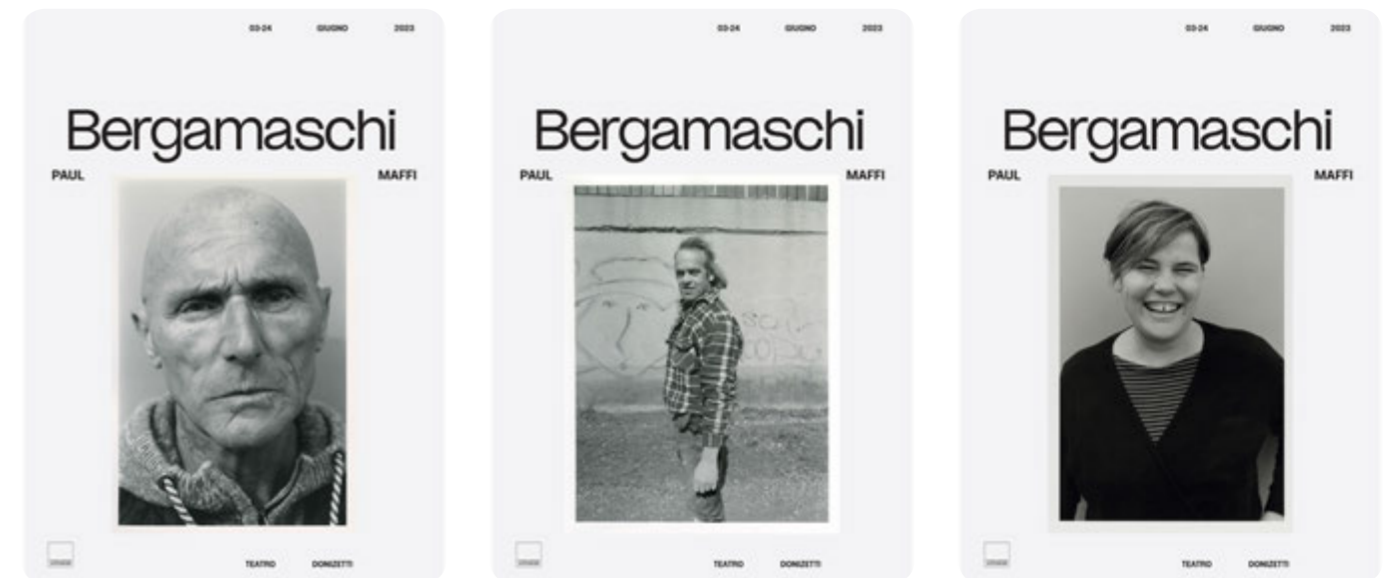 03-24 GIUGNO 2023
Bergamaschi
PAUL MAFFI
TEATRO DONIZETTI
03-24 GIUGNO 2023
Bergamaschi
PAUL MAFFI
TEATRO DONIZETTI
03-24 GIUGNO 2023
Bergamaschi
PAUL MAFFI
TEATRO DONIZETTI